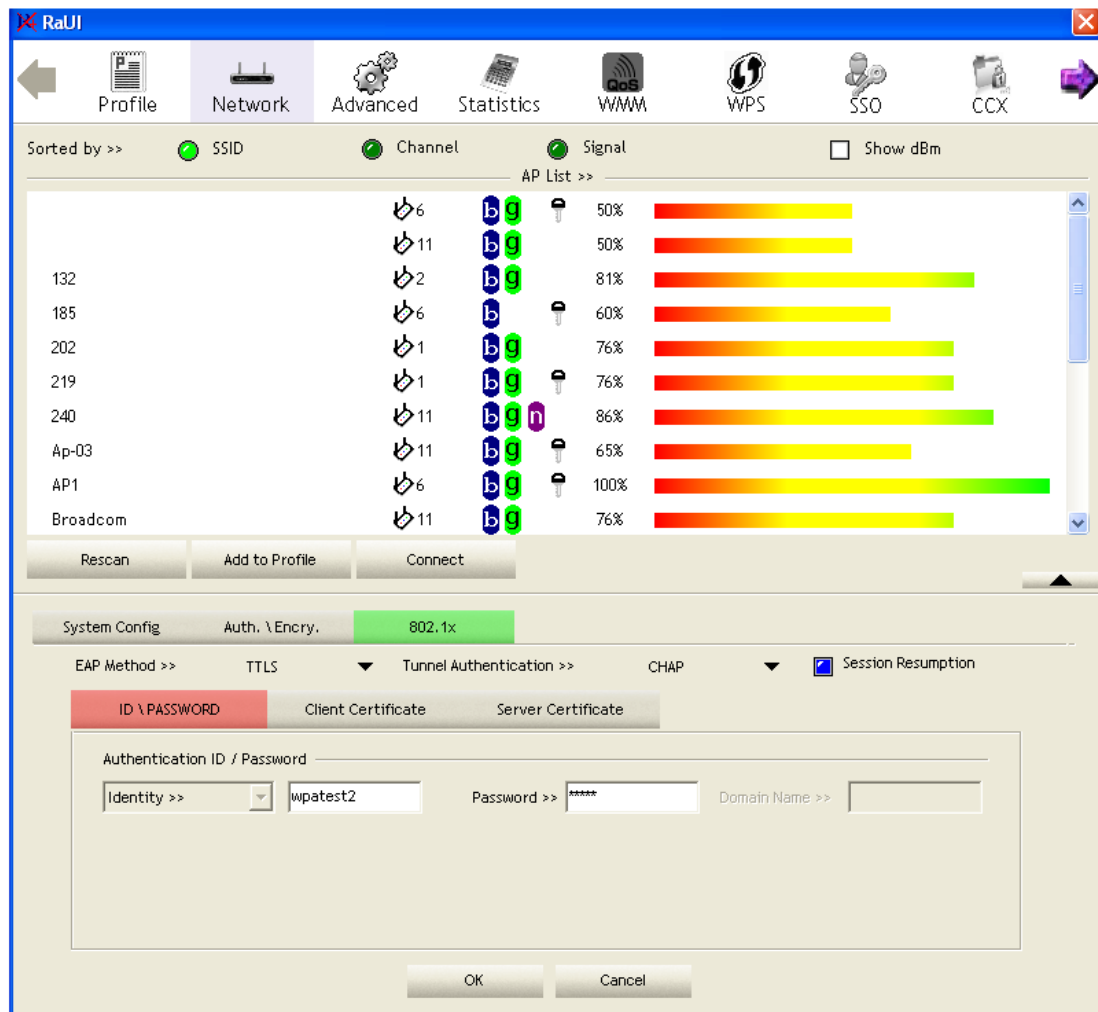 RaUI
Profile Network Advanced Statistics QoS WMM WPS SSO CCX
Sorted by >> SSID Channel Signal Show dBm
AP List >>
6 b g 50%
11 b g 50%
132 2 b g 81%
185 6 b 60%
202 1 b g 76%
219 1 b g 76%
240 11 b g n 86%
Ap-03 11 b g 65%
AP1 6 b g 100%
Broadcom 11 b g 76%
Rescan Add to Profile Connect
System Config Auth. \ Encry. 802.1x
EAP Method >> TTLS Tunnel Authentication >> CHAP Session Resumption
ID \ PASSWORD Client Certificate Server Certificate
Authentication ID / Password
Identity >> wpatest2 Password >> ***** Domain Name >>
OK Cancel